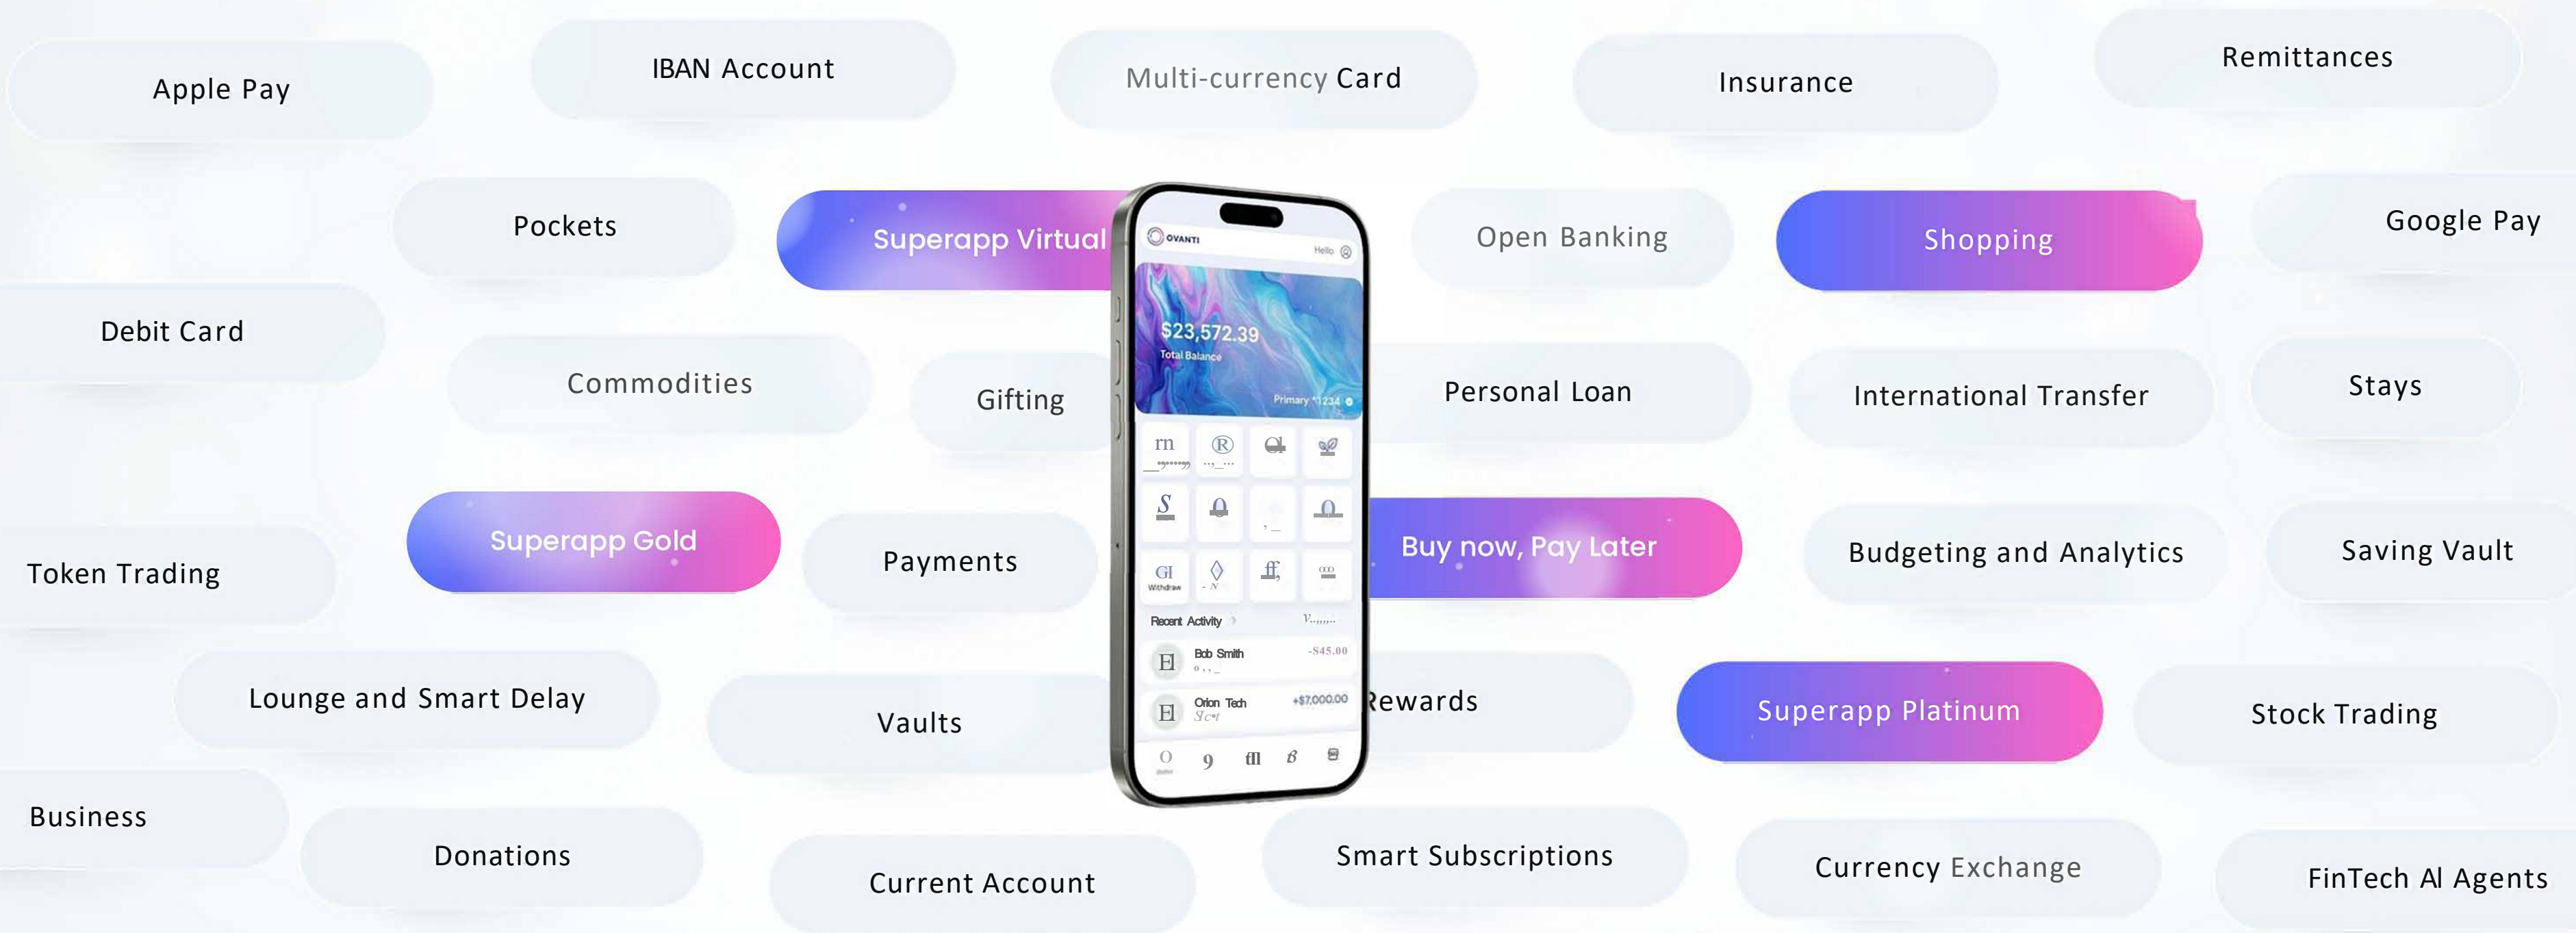 Apple Pay
IBAN Account
Multi-currency Card
Insurance
Remittances
Pockets
Superapp Virtual
Open Banking
Shopping
Google Pay
Debit Card
Commodities
Gifting
Personal Loan
International Transfer
Stays
Token Trading
Superapp Gold
Payments
Buy now, Pay Later
Budgeting and Analytics
Saving Vault
Lounge and Smart Delay
Vaults
Rewards
Superapp Platinum
Stock Trading
Business
Donations
Current Account
Smart Subscriptions
Currency Exchange
FinTech Al Agents
OVANTI
Hello
$23,572.39
Total Balance
Primary *1234
Withdraw
Recent Activity
Bob Smith
-$45.00
Orion Tech
+$7,000.00